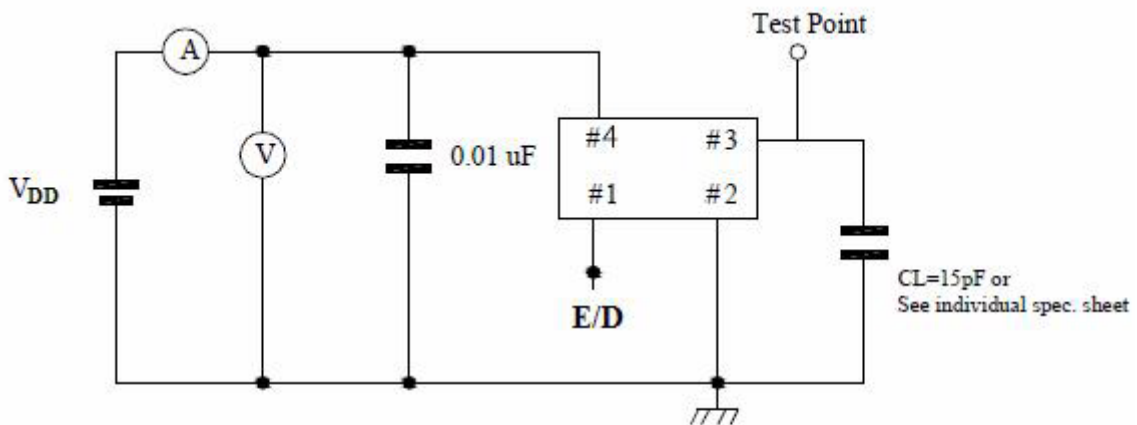 Test Point
A
#4 #3
V
0.01 uF
VDD
#1 #2
CL=15pF or
See individual spec. sheet
E/D